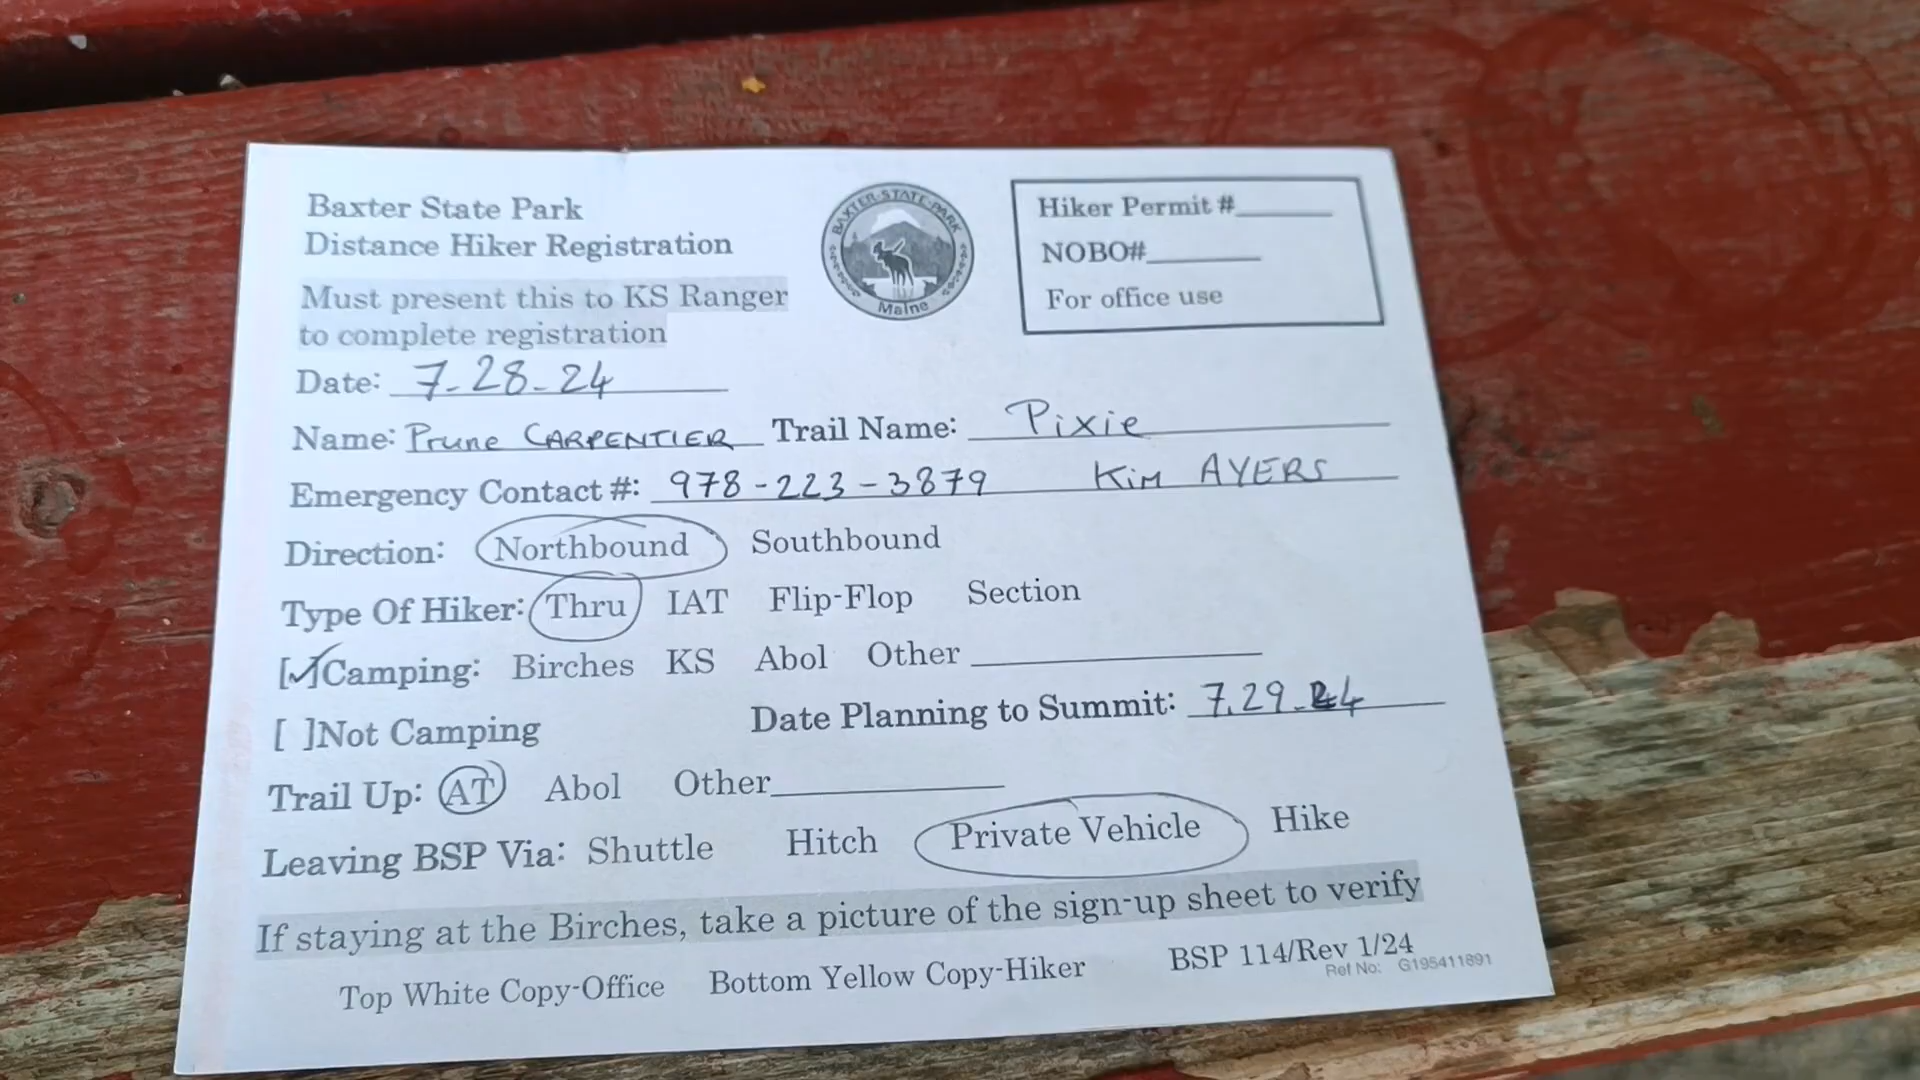 Baxter State Park
Distance Hiker Registration
Must present this to KS Ranger
to complete registration
BAXTER·STATE·PARK
Maine
Hiker Permit #
NOBO#
For office use
Date: 7-28-24
Name: Prune CARPENTIER Trail Name: Pixie
Emergency Contact #: 978-223-3879 Kim AYERS
Direction: Northbound Southbound
Type Of Hiker: Thru IAT Flip-Flop Section
[✓]Camping: Birches KS Abol Other
[ ]Not Camping Date Planning to Summit: 7.29.24
Trail Up: AT Abol Other
Leaving BSP Via: Shuttle Hitch Private Vehicle Hike
If staying at the Birches, take a picture of the sign-up sheet to verify
Top White Copy-Office Bottom Yellow Copy-Hiker BSP 114/Rev 1/24
Ref No: G195411891